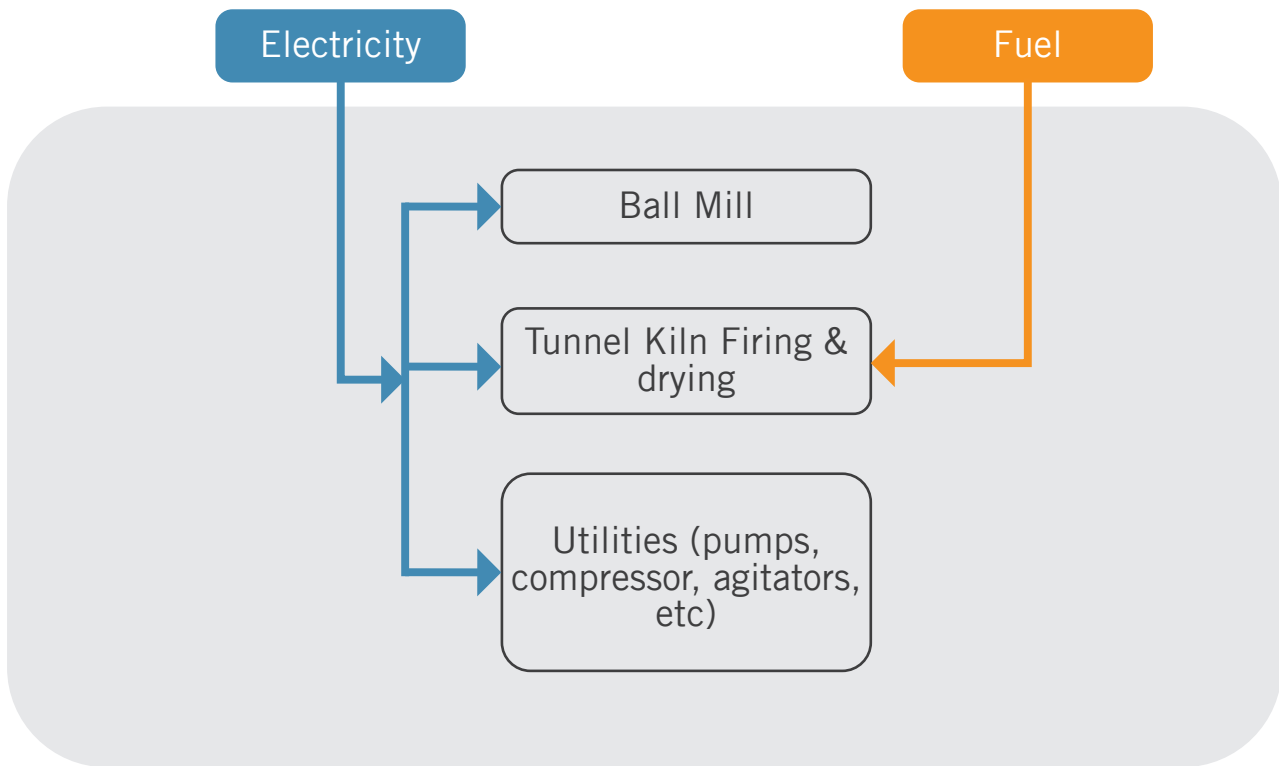 Electricity
Fuel
Ball Mill
Tunnel Kiln Firing &
drying
Utilities (pumps,
compressor, agitators,
etc)